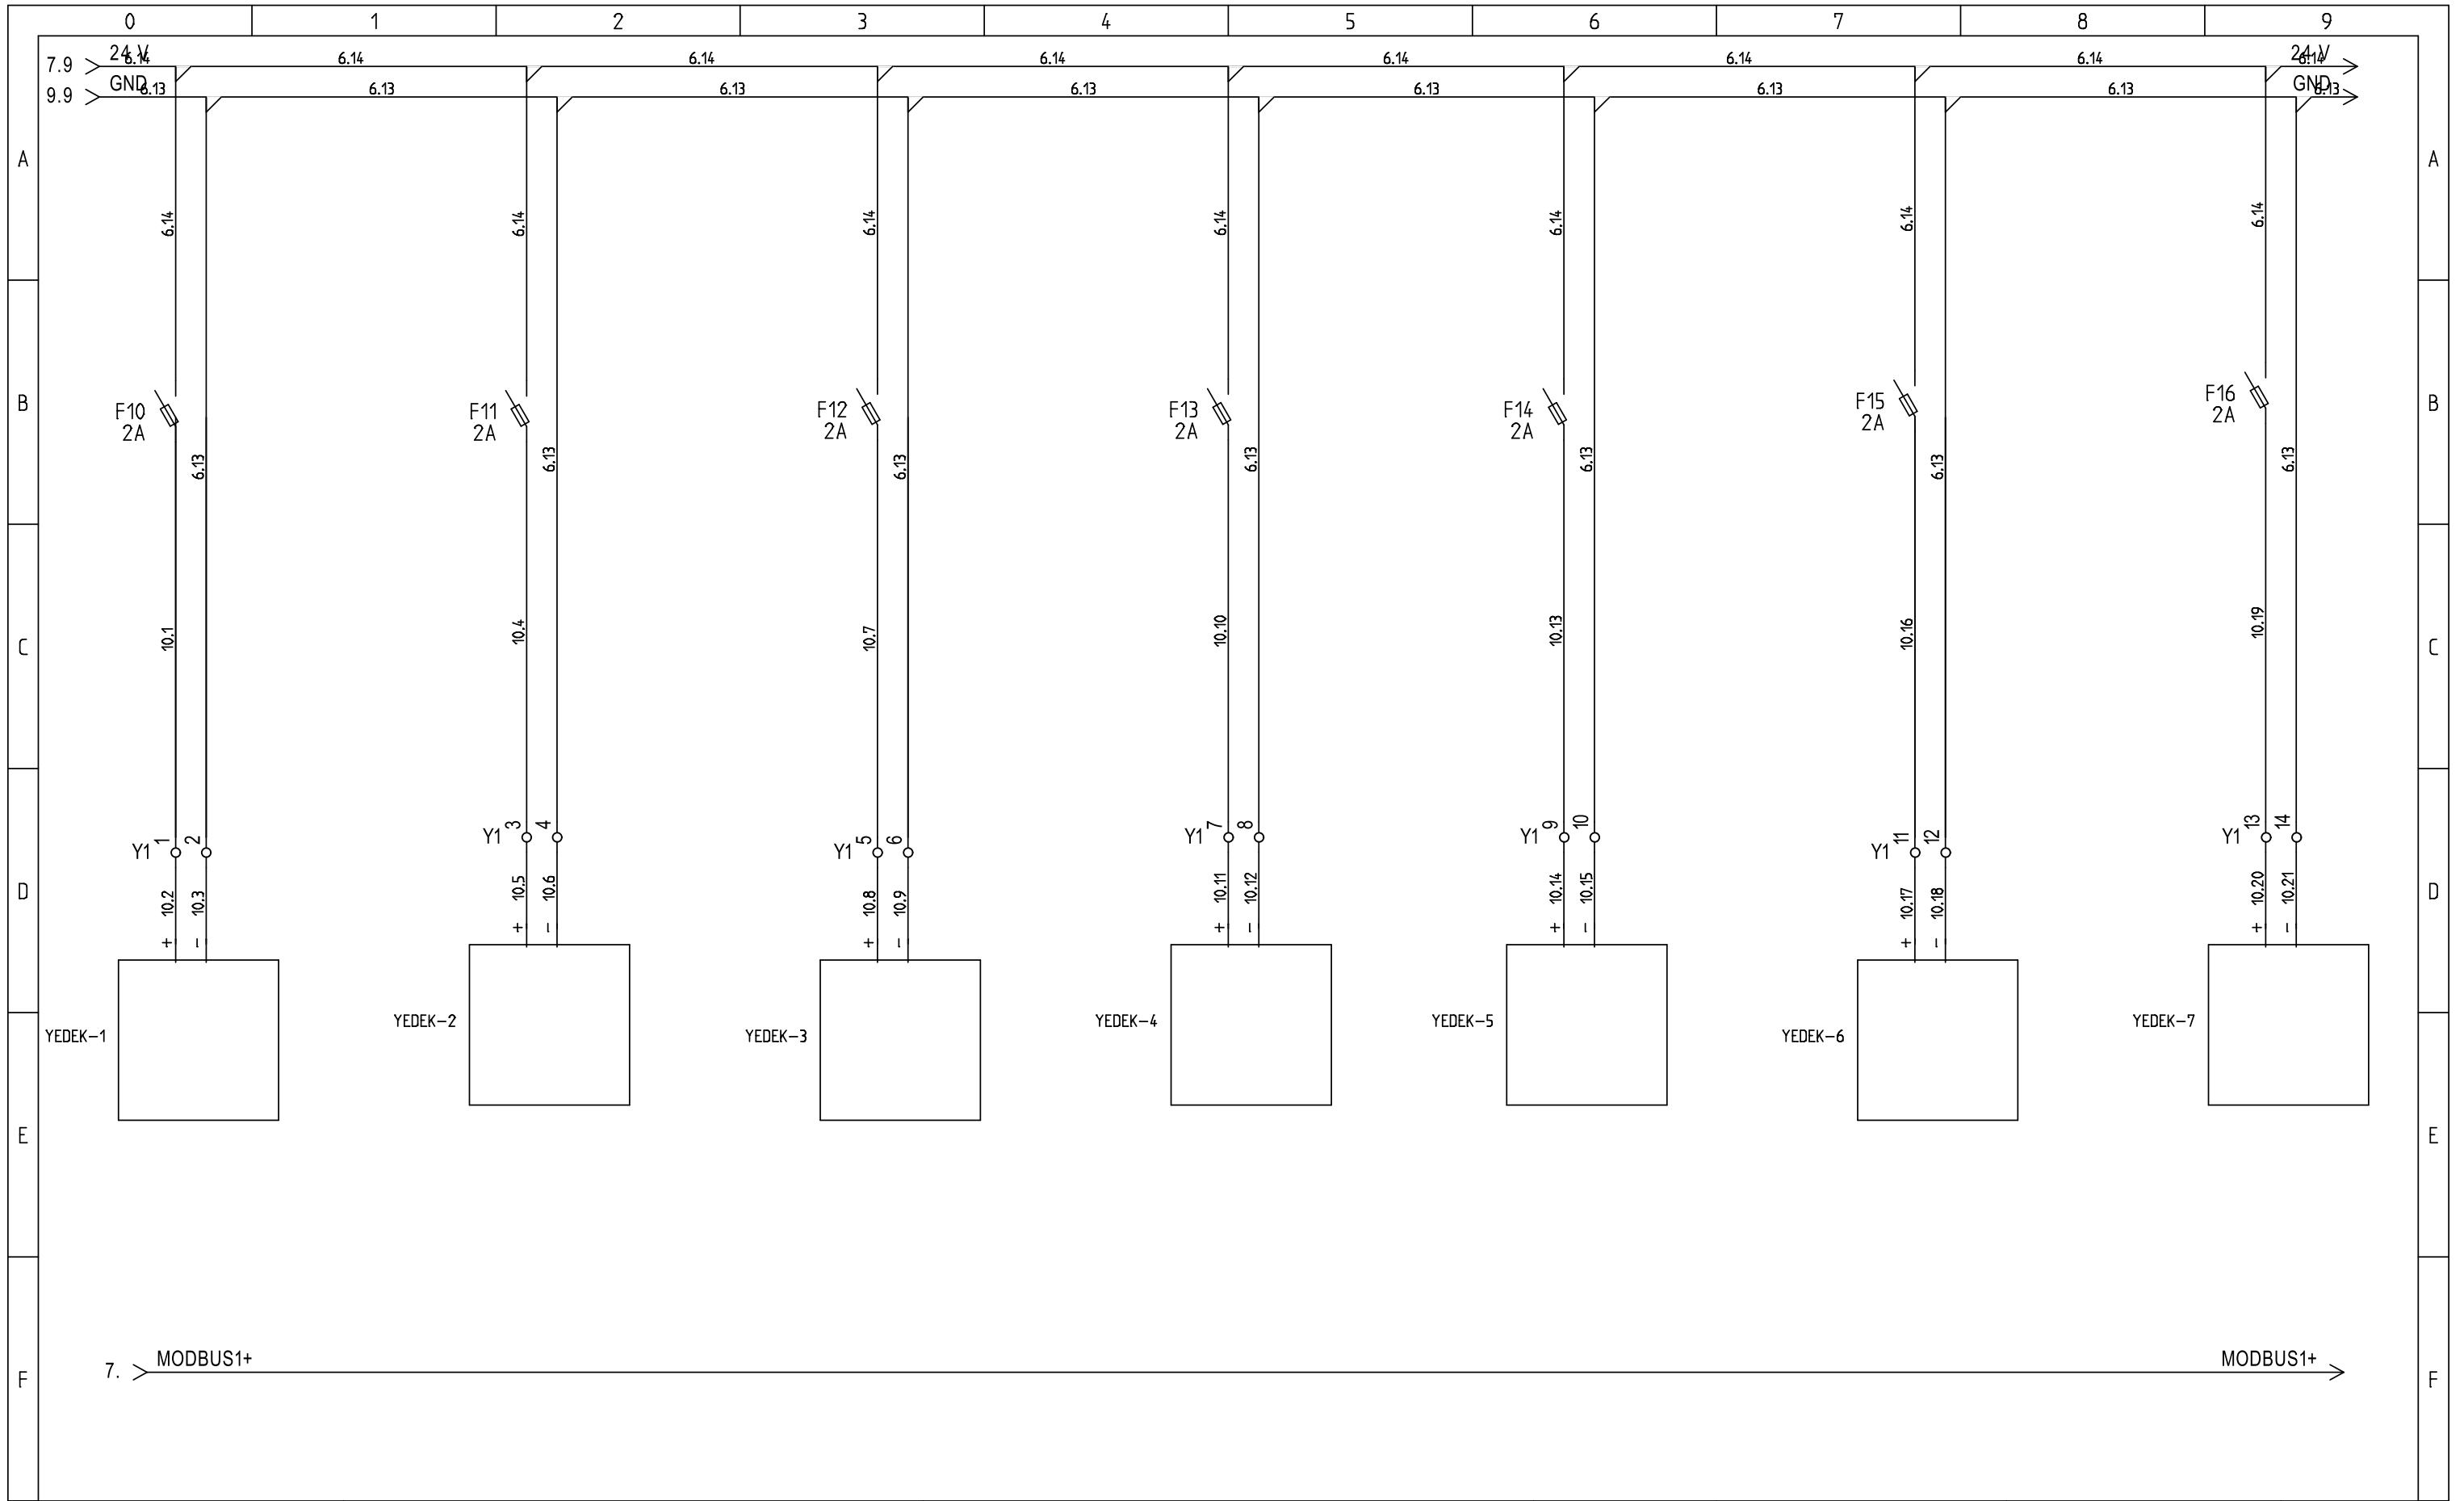 0 1 2 3 4 5 6 7 8 9
24 V 24 V
7.9 6.14 6.14 6.14 6.14 6.14 6.14 6.14 6.14
GND GND
9.9 6.13 6.13 6.13 6.13 6.13 6.13 6.13 6.13
A A
6.14 6.14 6.14 6.14 6.14 6.14 6.14
B B
F10 F11 F12 F13 F14 F15 F16
2A 2A 2A 2A 2A 2A 2A
6.13 6.13 6.13 6.13 6.13 6.13 6.13
10.1 10.4 10.7 10.10 10.13 10.16 10.19
C C
Y1 1 2 Y1 3 4 Y1 5 6 Y1 7 8 Y1 9 10 Y1 11 12 Y1 13 14
D D
10.2 10.3 10.5 10.6 10.8 10.9 10.11 10.12 10.14 10.15 10.17 10.18 10.20 10.21
+ - + - + - + - + - + - + -
YEDEK-1 YEDEK-2 YEDEK-3 YEDEK-4 YEDEK-5 YEDEK-6 YEDEK-7
E E
MODBUS1+ MODBUS1+
7.
F F